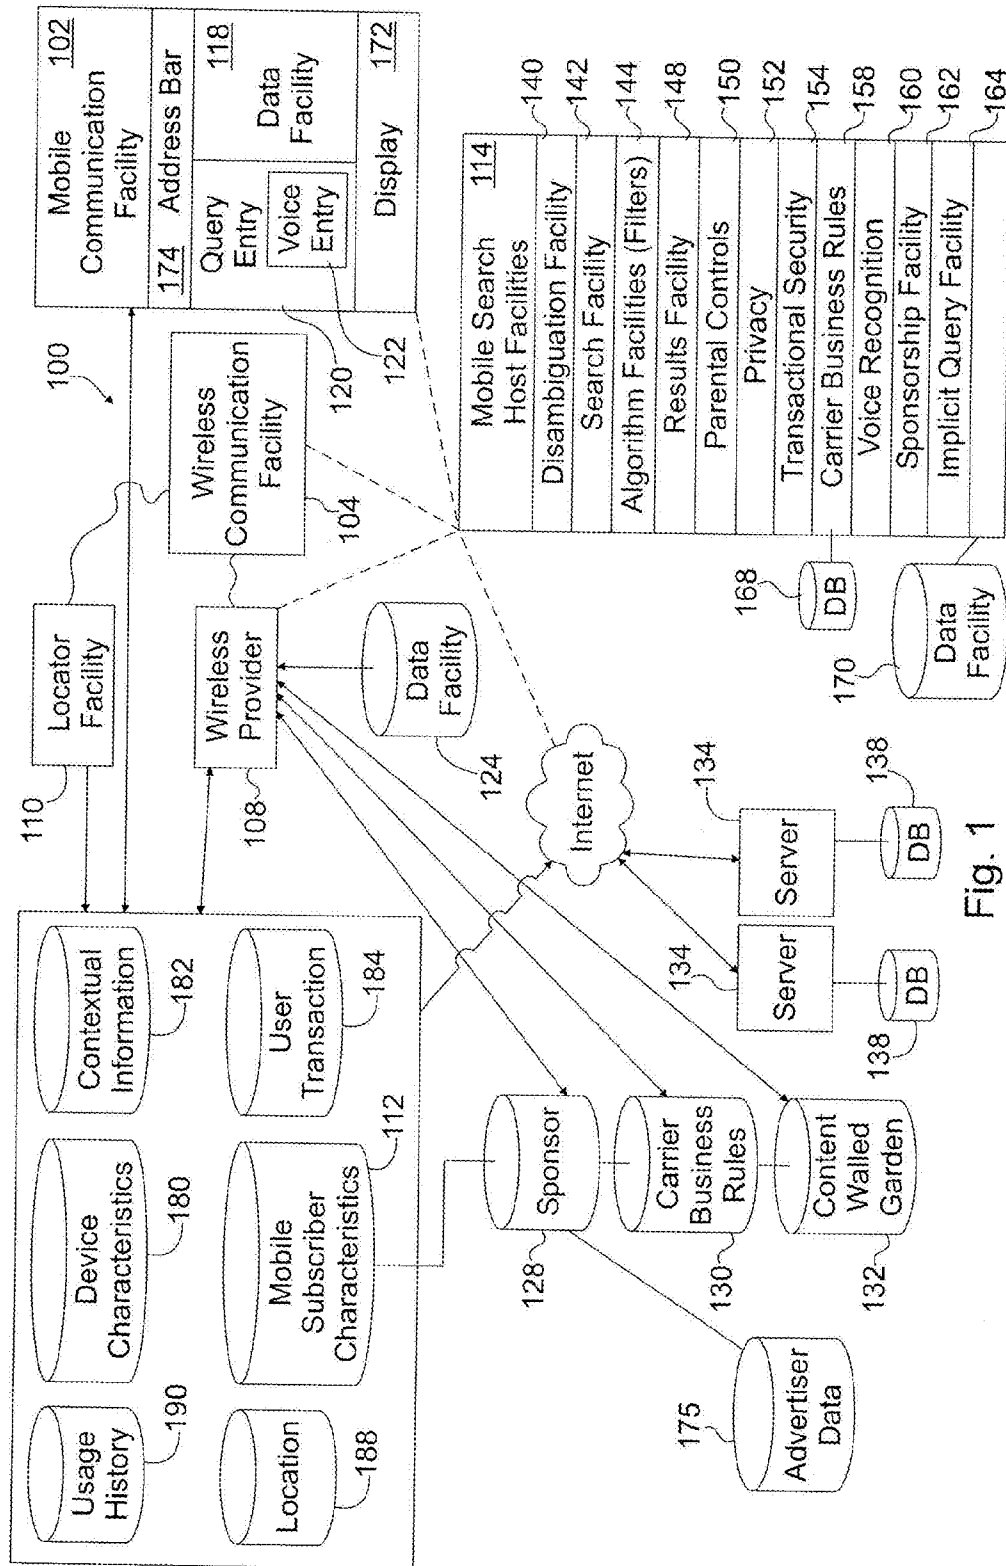 100
Mobile
Communication
Facility
102
174
Address Bar
Query
Entry
Voice
Entry
118
Data
Facility
Display
172
120
122
Wireless
Communication
Facility
104
Locator
Facility
110
Wireless
Provider
108
Data
Facility
124
Contextual
Information
182
User
Transaction
184
Device
Characteristics
180
Mobile
Subscriber
Characteristics
112
Usage
History
190
Location
188
Sponsor
128
Carrier
Business
Rules
130
Content
Walled
Garden
132
Advertiser
Data
175
Internet
Server
134
DB
138
Server
134
DB
138
Mobile Search
Host Facilities
114
Disambiguation Facility
140
Search Facility
142
Algorithm Facilities (Filters)
144
Results Facility
148
Parental Controls
150
Privacy
152
Transactional Security
154
Carrier Business Rules
158
Voice Recognition
160
Sponsorship Facility
162
Implicit Query Facility
164
DB
168
Data
Facility
170
Fig. 1